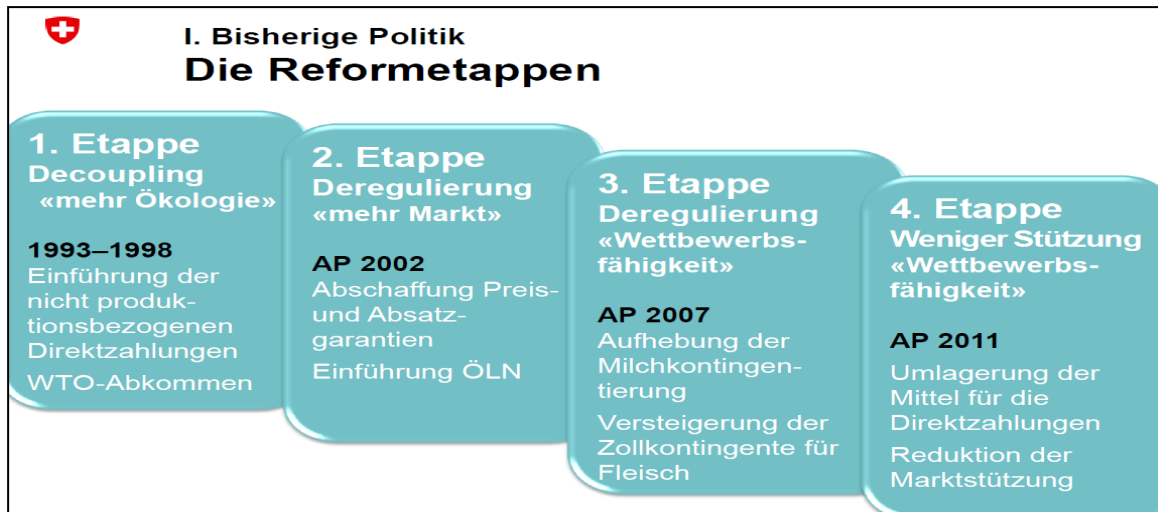 I. Bisherige Politik
Die Reformetappen
1. Etappe
Decoupling
«mehr Ökologie»
1993–1998
Einführung der
nicht produk-
tionsbezogenen
Direktzahlungen
WTO-Abkommen
2. Etappe
Deregulierung
«mehr Markt»
AP 2002
Abschaffung Preis-
und Absatz-
garantien
Einführung ÖLN
3. Etappe
Deregulierung
«Wettbewerbs-
fähigkeit»
AP 2007
Aufhebung der
Milchkontingen-
tierung
Versteigerung der
Zollkontingente für
Fleisch
4. Etappe
Weniger Stützung
«Wettbewerbs-
fähigkeit»
AP 2011
Umlagerung der
Mittel für die
Direktzahlungen
Reduktion der
Marktstützung